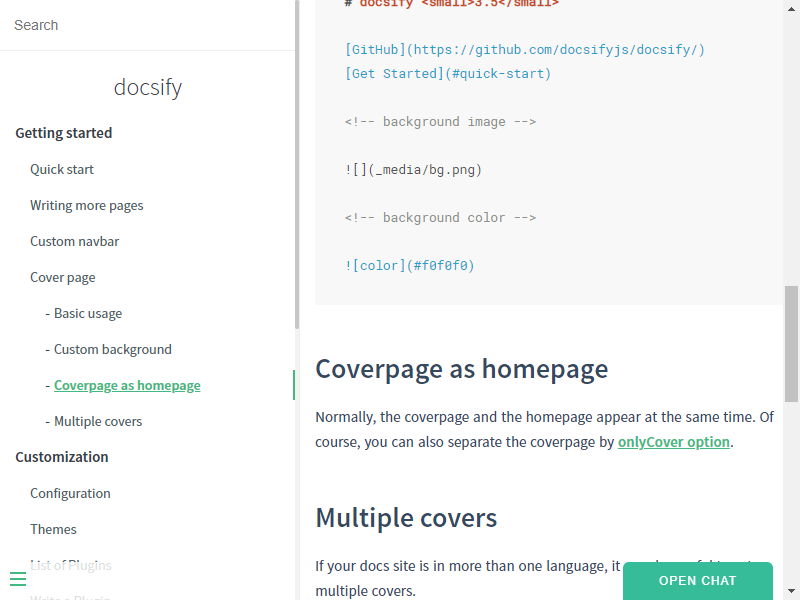 Search
docsify
Getting started
Quick start
Writing more pages
Custom navbar
Cover page
- Basic usage
- Custom background
- Coverpage as homepage
- Multiple covers
Customization
Configuration
Themes
List of Plugins
Write a Plugin
# docsify <small>3.5</small>
[GitHub](https://github.com/docsifyjs/docsify/)
[Get Started](#quick-start)
<!-- background image -->
![](_media/bg.png)
<!-- background color -->
![color](#f0f0f0)
Coverpage as homepage
Normally, the coverpage and the homepage appear at the same time. Of
course, you can also separate the coverpage by onlyCover option.
Multiple covers
If your docs site is in more than one language, it
multiple covers.
OPEN CHAT